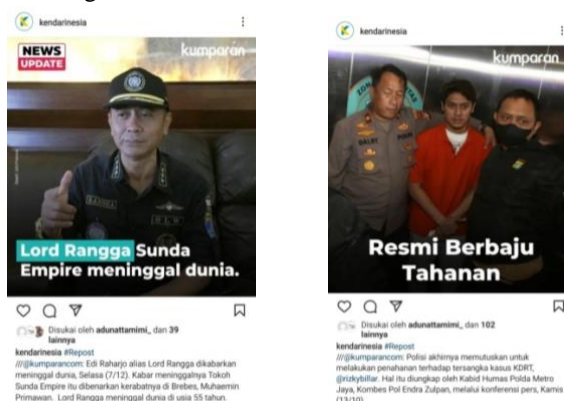 kendarinesia
NEWS
UPDATE
kumparan
Lord Rangga Sunda
Empire meninggal dunia.
Disukai oleh adunattamimi_ dan 39
lainnya
kendarinesia #Repost
///@kumparancom: Edi Raharjo alias Lord Rangga dikabarkan
meninggal dunia, Selasa (7/12). Kabar meninggalnya Tokoh
Sunda Empire itu dibenarkan kerabatnya di Brebes, Muhaemin
Primawan. Lord Rangga meninggal dunia di usia 55 tahun.
kendarinesia
kumparan
Resmi Berbaju
Tahanan
Disukai oleh adunattamimi_ dan 102
lainnya
kendarinesia #Repost
///@kumparancom: Polisi akhirnya memutuskan untuk
melakukan penahanan terhadap tersangka kasus KDRT,
@rizkybillar. Hal itu diungkap oleh Kabid Humas Polda Metro
Jaya, Kombes Pol Endra Zulpan, melalui konferensi pers, Kamis
(13/10)